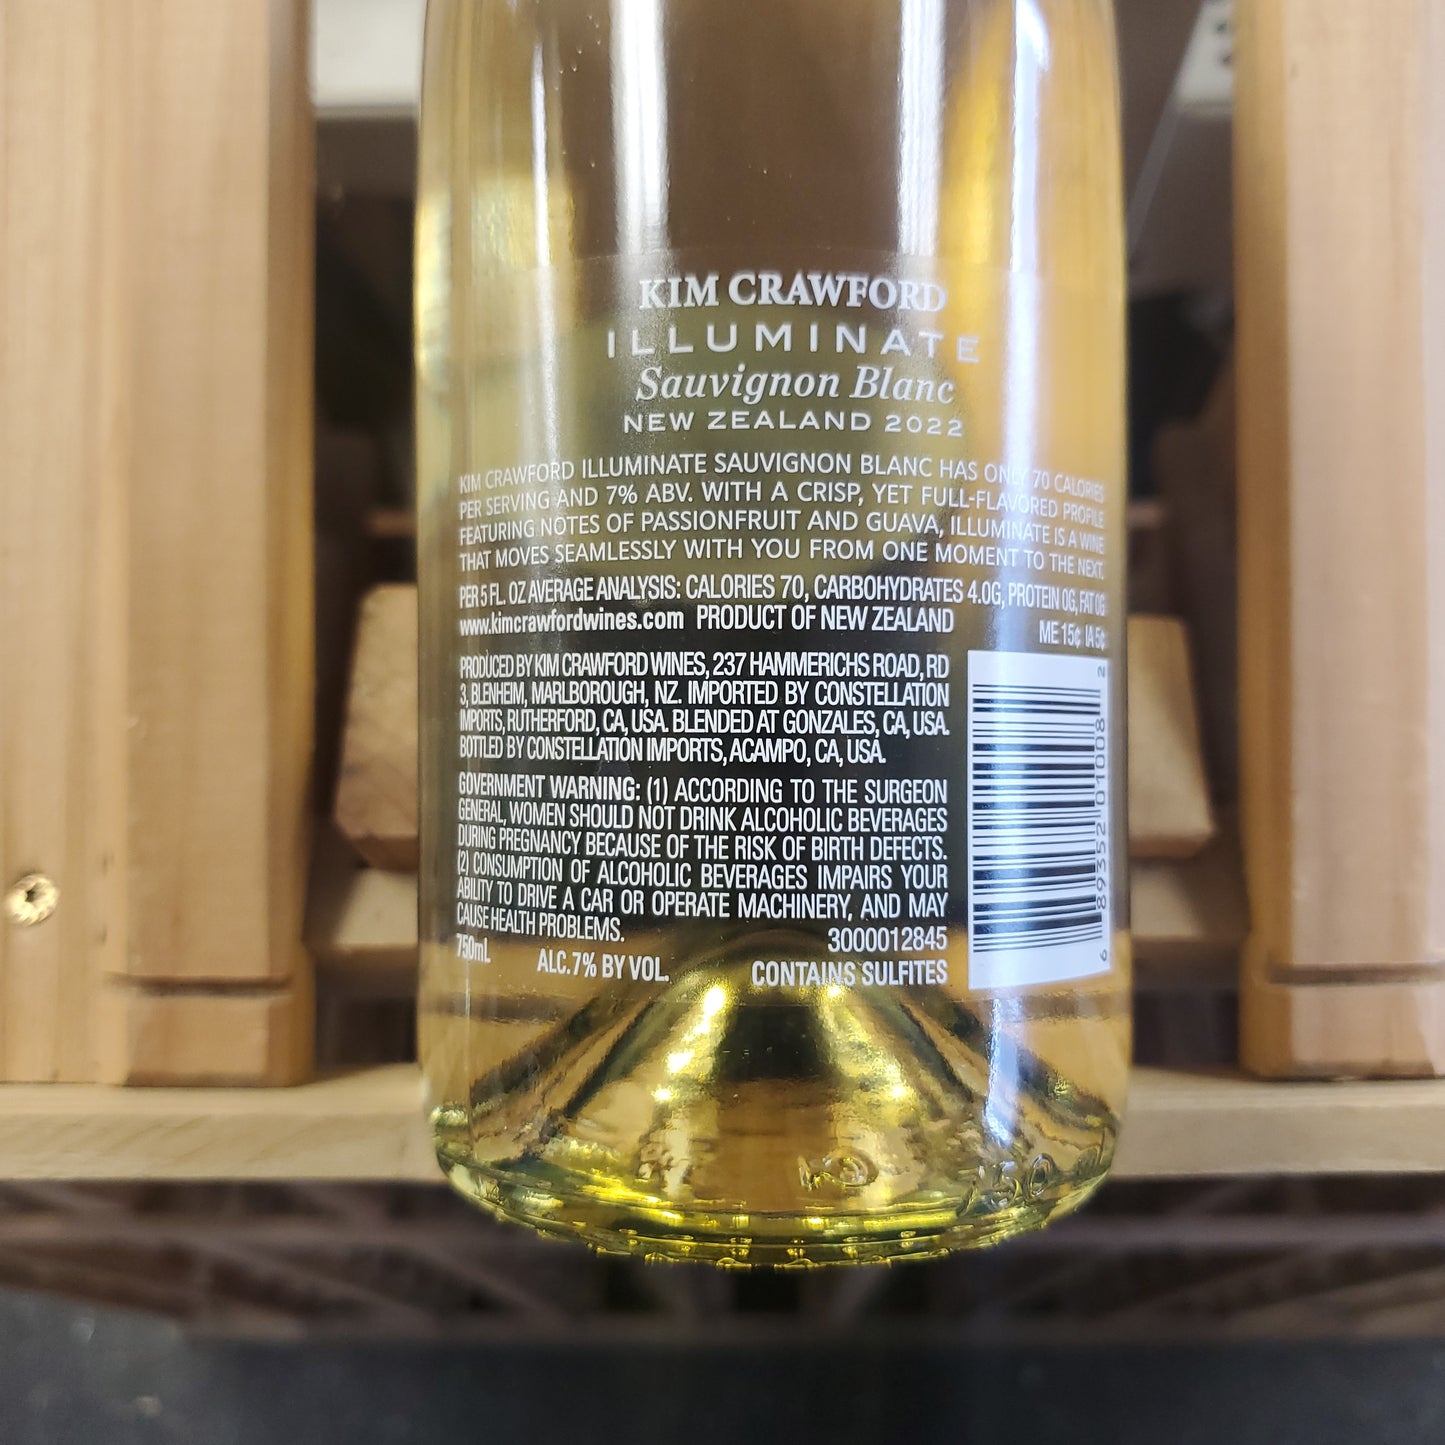 KIM CRAWFORD
ILLUMINATE
Sauvignon Blanc
NEW ZEALAND 2022
KIM CRAWFORD ILLUMINATE SAUVIGNON BLANC HAS ONLY 70 CALORIES
PER SERVING AND 7% ABV. WITH A CRISP, YET FULL-FLAVORED PROFILE
FEATURING NOTES OF PASSIONFRUIT AND GUAVA, ILLUMINATE IS A WINE
THAT MOVES SEAMLESSLY WITH YOU FROM ONE MOMENT TO THE NEXT.
PER 5 FL. OZ AVERAGE ANALYSIS: CALORIES 70, CARBOHYDRATES 4.0G, PROTEIN 0G, FAT 0G
www.kimcrawfordwines.com PRODUCT OF NEW ZEALAND
ME 15¢ IA 5¢
PRODUCED BY KIM CRAWFORD WINES, 237 HAMMERICHS ROAD, RD
3, BLENHEIM, MARLBOROUGH, NZ. IMPORTED BY CONSTELLATION
IMPORTS, RUTHERFORD, CA, USA. BLENDED AT GONZALES, CA, USA.
BOTTLED BY CONSTELLATION IMPORTS, ACAMPO, CA, USA.
GOVERNMENT WARNING: (1) ACCORDING TO THE SURGEON
GENERAL, WOMEN SHOULD NOT DRINK ALCOHOLIC BEVERAGES
DURING PREGNANCY BECAUSE OF THE RISK OF BIRTH DEFECTS.
(2) CONSUMPTION OF ALCOHOLIC BEVERAGES IMPAIRS YOUR
ABILITY TO DRIVE A CAR OR OPERATE MACHINERY, AND MAY
CAUSE HEALTH PROBLEMS.
3000012845
750mL ALC. 7% BY VOL. CONTAINS SULFITES
6 89352 01008 2
750 ml